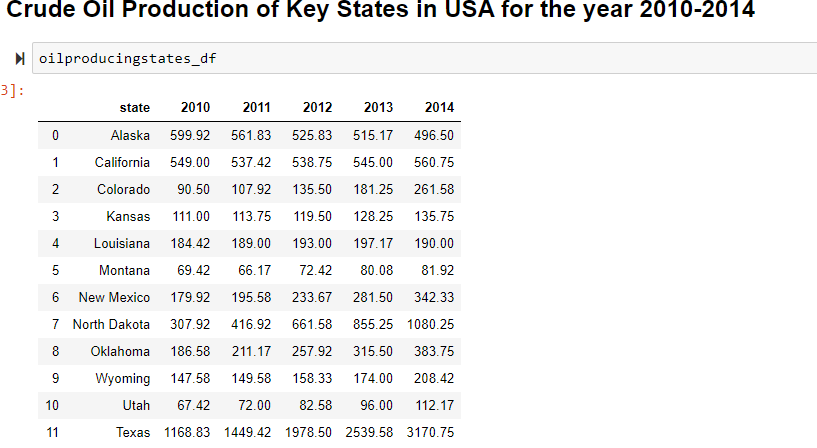 Crude Oil Production of Key States in USA for the year 2010-2014
oilproducingstates_df
3]:
state 2010 2011 2012 2013 2014
0 Alaska 599.92 561.83 525.83 515.17 496.50
1 California 549.00 537.42 538.75 545.00 560.75
2 Colorado 90.50 107.92 135.50 181.25 261.58
3 Kansas 111.00 113.75 119.50 128.25 135.75
4 Louisiana 184.42 189.00 193.00 197.17 190.00
5 Montana 69.42 66.17 72.42 80.08 81.92
6 New Mexico 179.92 195.58 233.67 281.50 342.33
7 North Dakota 307.92 416.92 661.58 855.25 1080.25
8 Oklahoma 186.58 211.17 257.92 315.50 383.75
9 Wyoming 147.58 149.58 158.33 174.00 208.42
10 Utah 67.42 72.00 82.58 96.00 112.17
11 Texas 1168.83 1449.42 1978.50 2539.58 3170.75